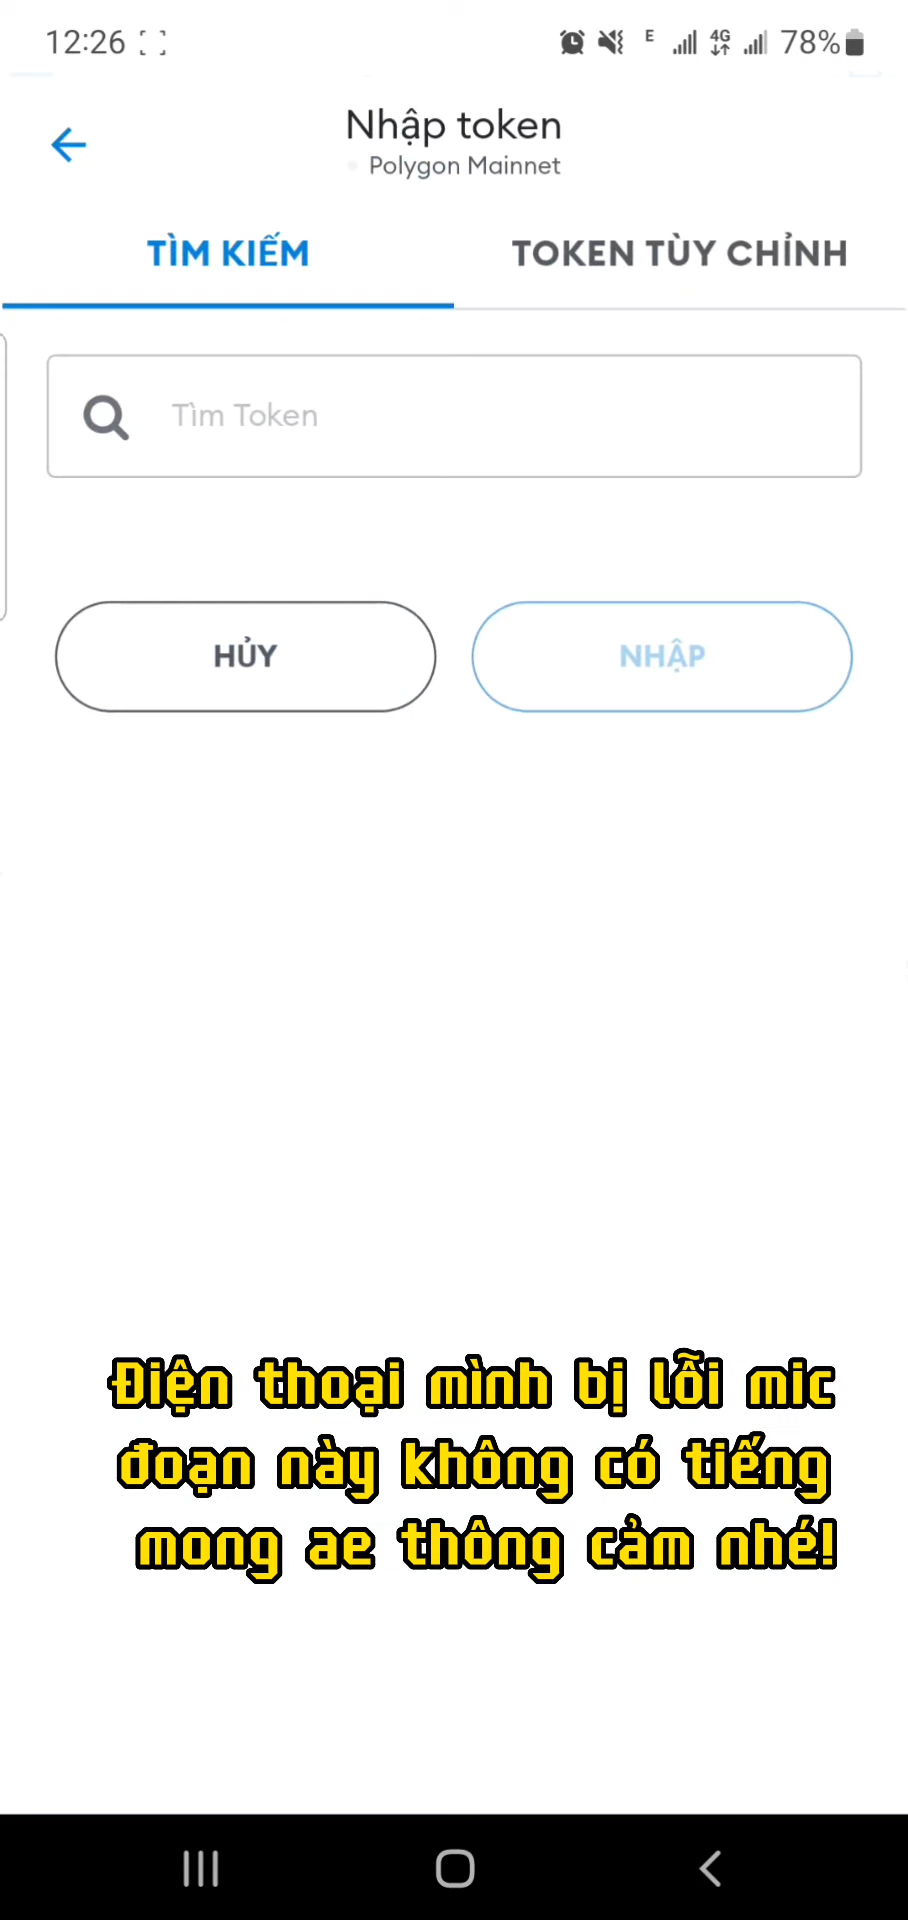 12:26
E 4G 78%
Nhập token
Polygon Mainnet
TÌM KIẾM
TOKEN TÙY CHỈNH
Tìm Token
HỦY
NHẬP
Điện thoại mình bị lỗi mic
đoạn này không có tiếng
mong ae thông cảm nhé!